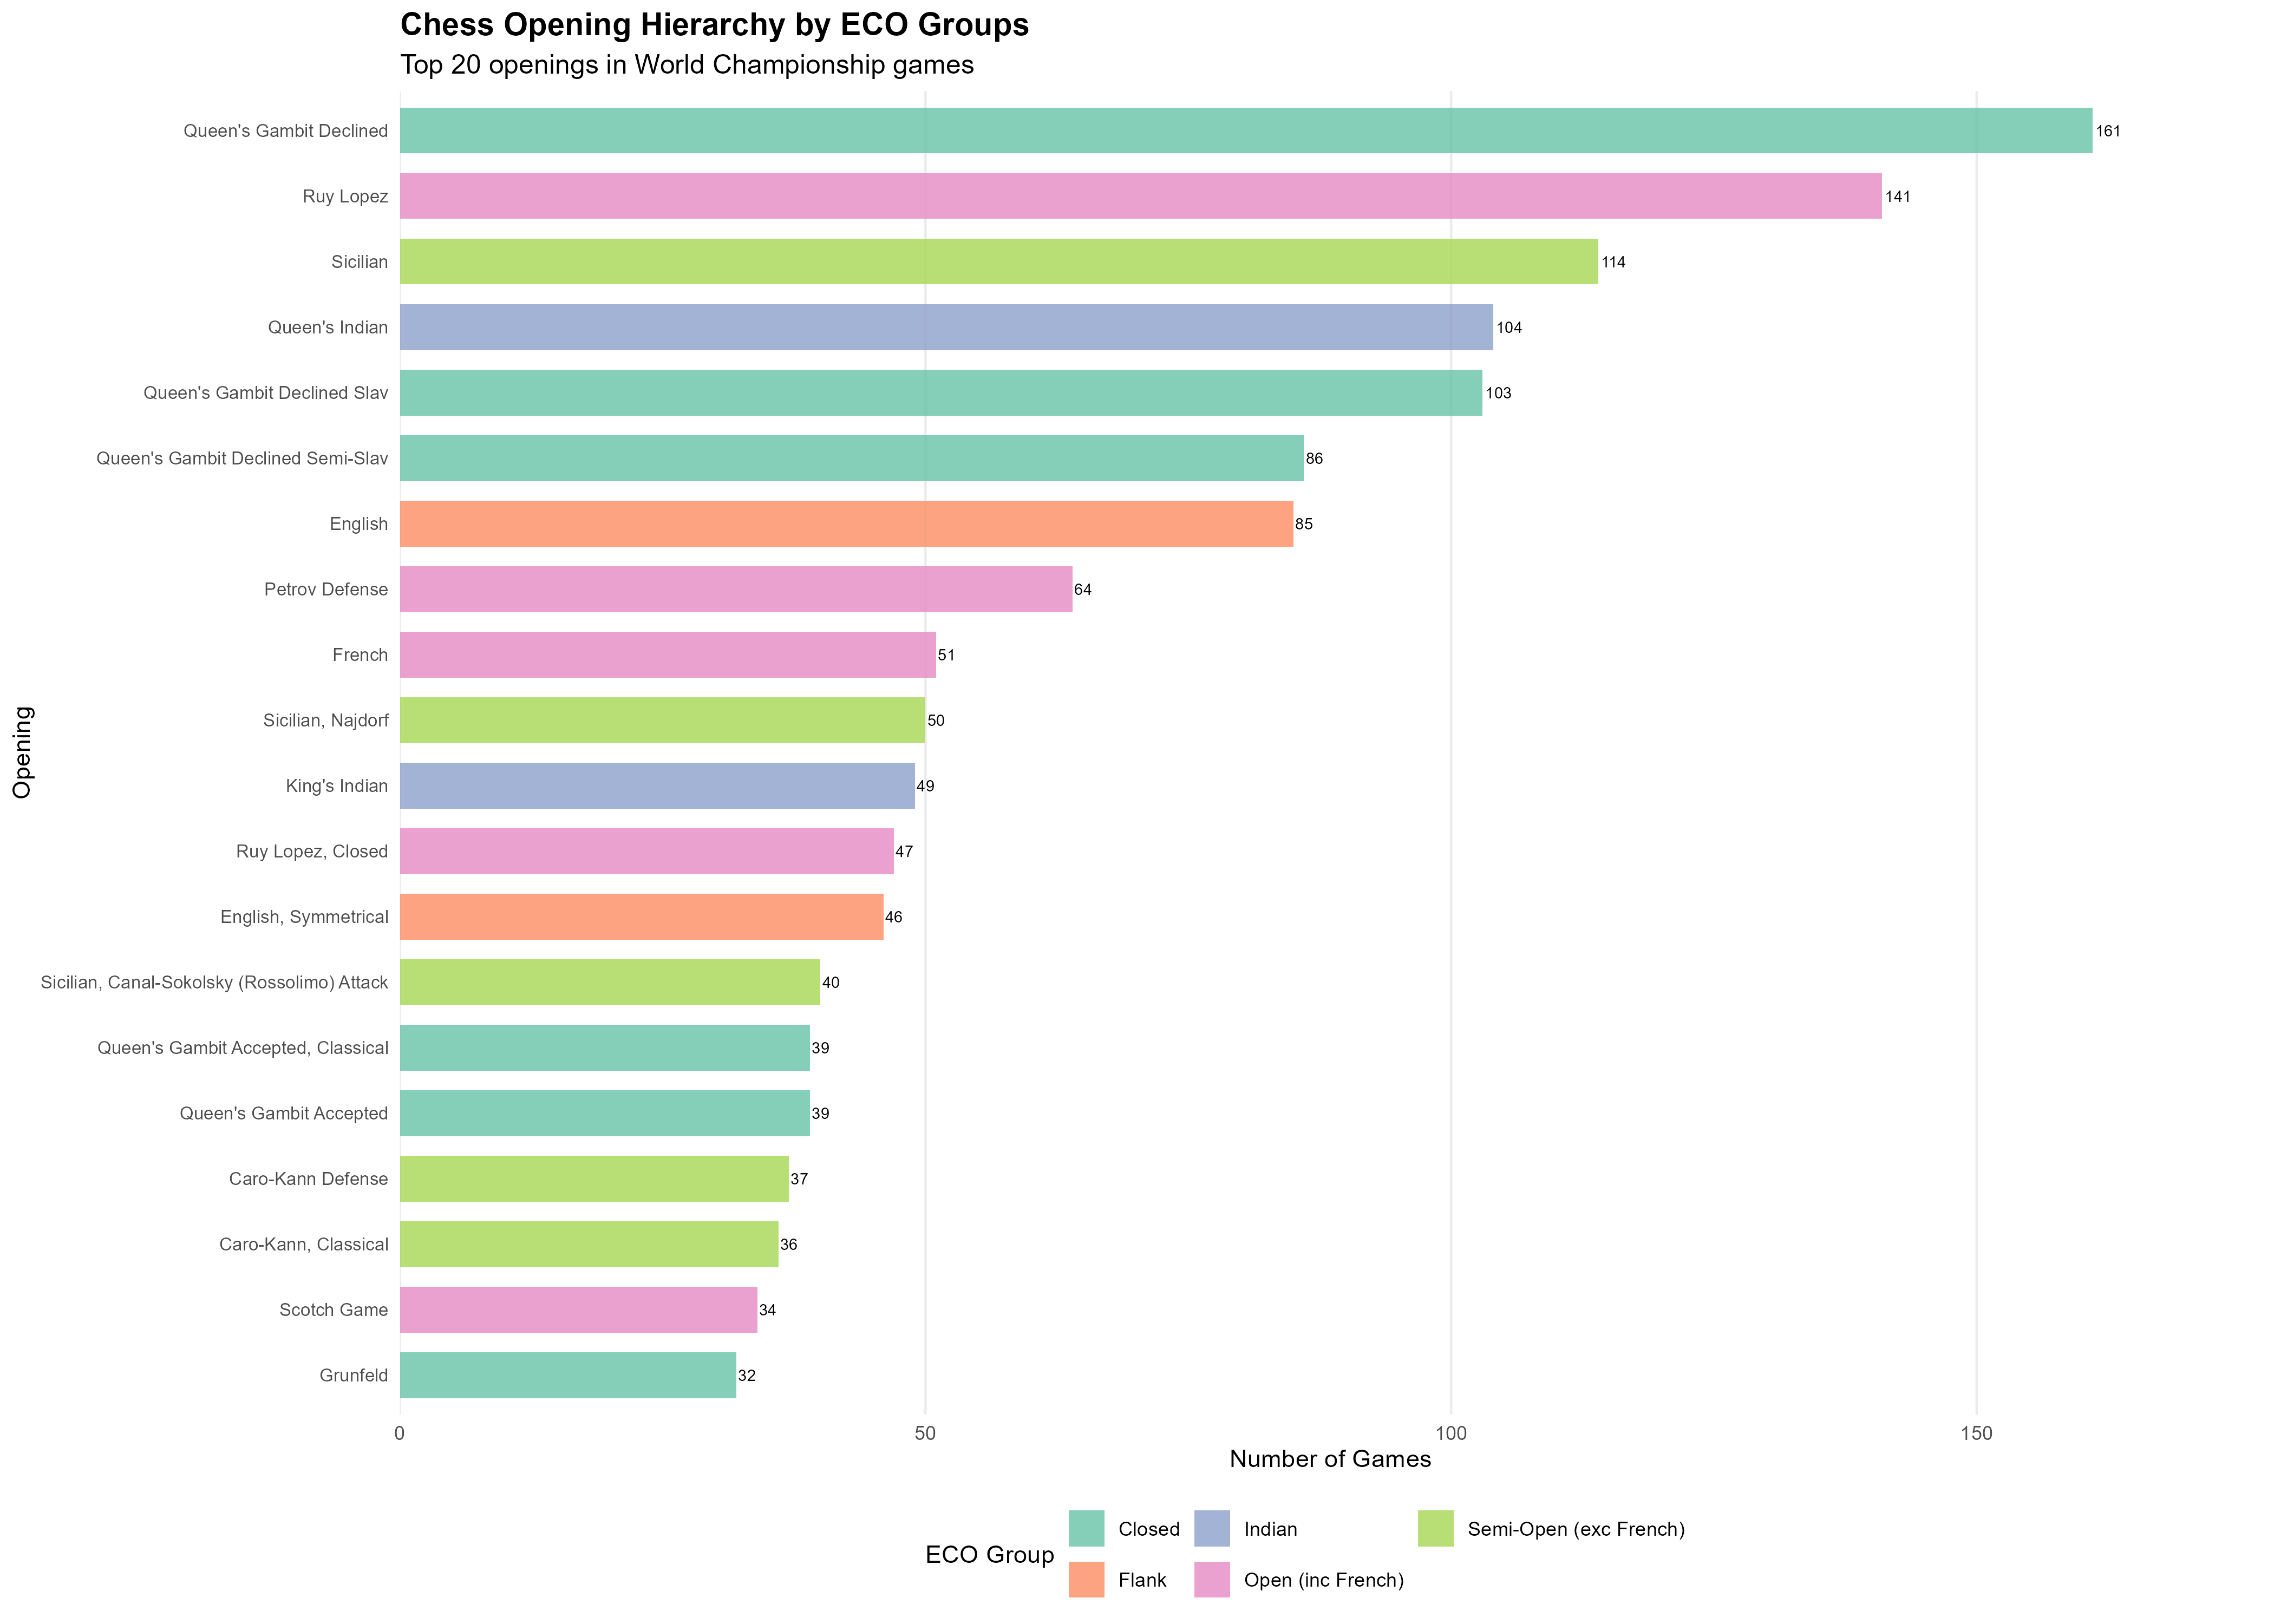 Chess Opening Hierarchy by ECO Groups
Top 20 openings in World Championship games
Opening
Queen's Gambit Declined 161
Ruy Lopez 141
Sicilian 114
Queen's Indian 104
Queen's Gambit Declined Slav 103
Queen's Gambit Declined Semi-Slav 86
English 85
Petrov Defense 64
French 51
Sicilian, Najdorf 50
King's Indian 49
Ruy Lopez, Closed 47
English, Symmetrical 46
Sicilian, Canal-Sokolsky (Rossolimo) Attack 40
Queen's Gambit Accepted, Classical 39
Queen's Gambit Accepted 39
Caro-Kann Defense 37
Caro-Kann, Classical 36
Scotch Game 34
Grunfeld 32
0 50 100 150
Number of Games
ECO Group
Closed Indian Semi-Open (exc French)
Flank Open (inc French)